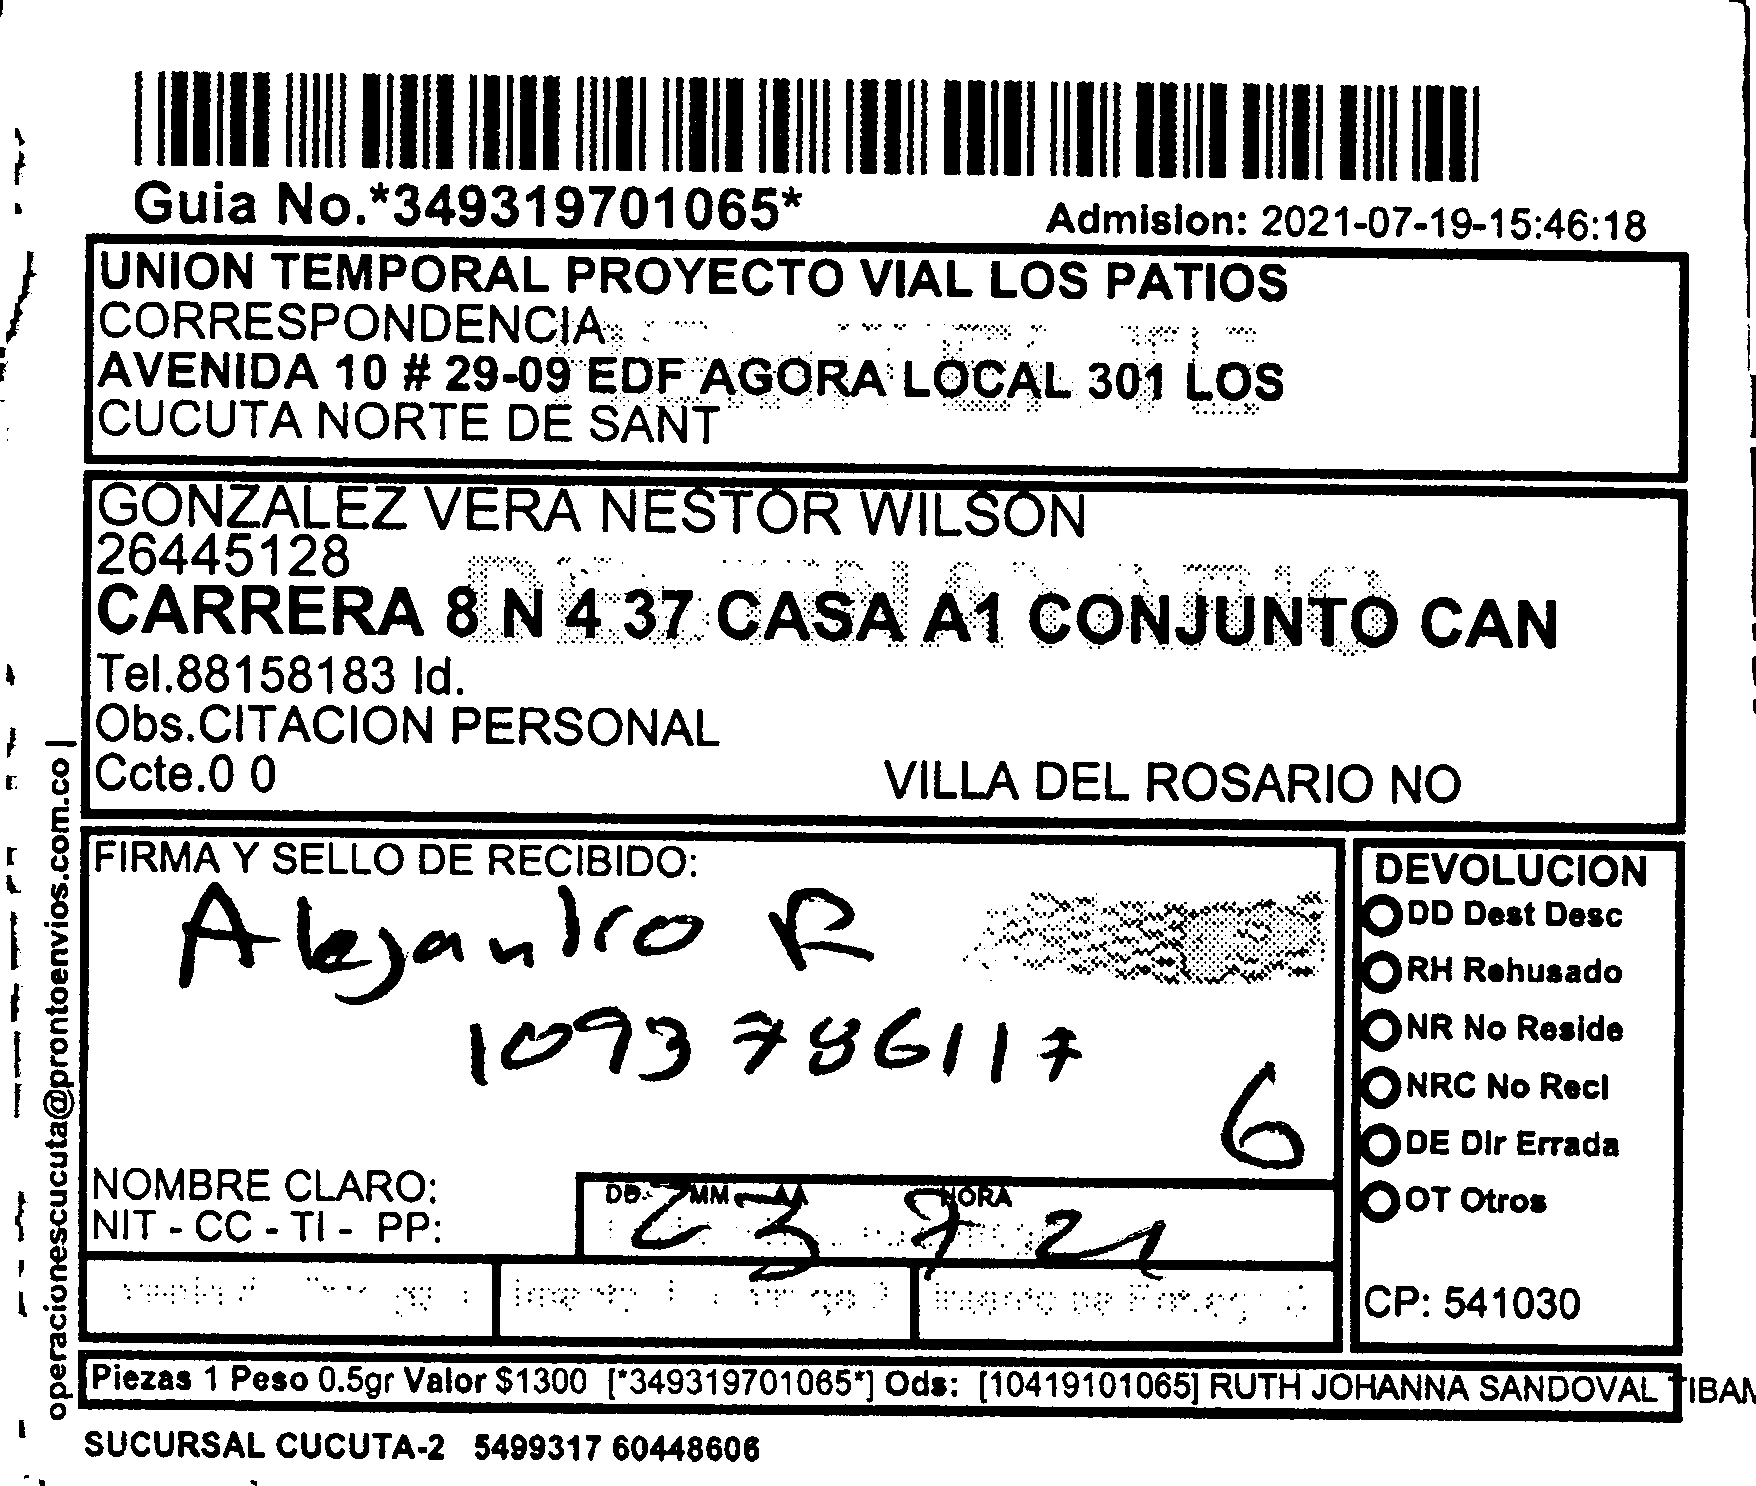 Guia No.*349319701065*
Admision: 2021-07-19-15:46:18
UNION TEMPORAL PROYECTO VIAL LOS PATIOS
CORRESPONDENCIA
AVENIDA 10 # 29-09 EDF AGORA LOCAL 301 LOS
CUCUTA NORTE DE SANT
GONZALEZ VERA NESTOR WILSON
26445128
CARRERA 8 N 4 37 CASA A1 CONJUNTO CAN
Tel.88158183 Id.
Obs.CITACION PERSONAL
Ccte.0 0
VILLA DEL ROSARIO NO
FIRMA Y SELLO DE RECIBIDO:
Alejandro R
1093786117
6
NOMBRE CLARO:
NIT - CC - TI - PP:
DD MM AA HORA
23 7 21
DEVOLUCION
DD Dest Desc
RH Rehusado
NR No Reside
NRC No Recl
DE Dir Errada
OT Otros
CP: 541030
Piezas 1 Peso 0.5gr Valor $1300 [*349319701065*] Ods: [10419101065] RUTH JOHANNA SANDOVAL TIBAM
SUCURSAL CUCUTA-2 5499317 60448606
operacionescucuta@prontoenvios.com.co |